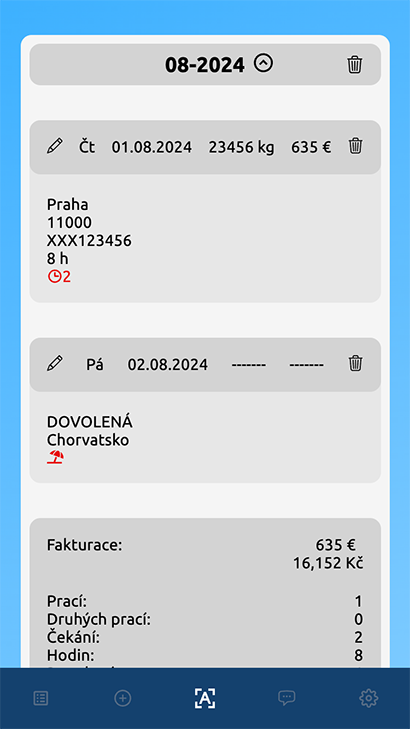 08-2024
Čt 01.08.2024 23456 kg 635 €
Praha
11000
XXX123456
8 h
2
Pá 02.08.2024 ------- -------
DOVOLENÁ
Chorvatsko
Fakturace: 635 €
16,152 Kč
Prací: 1
Druhých prací: 0
Čekání: 2
Hodin: 8
A